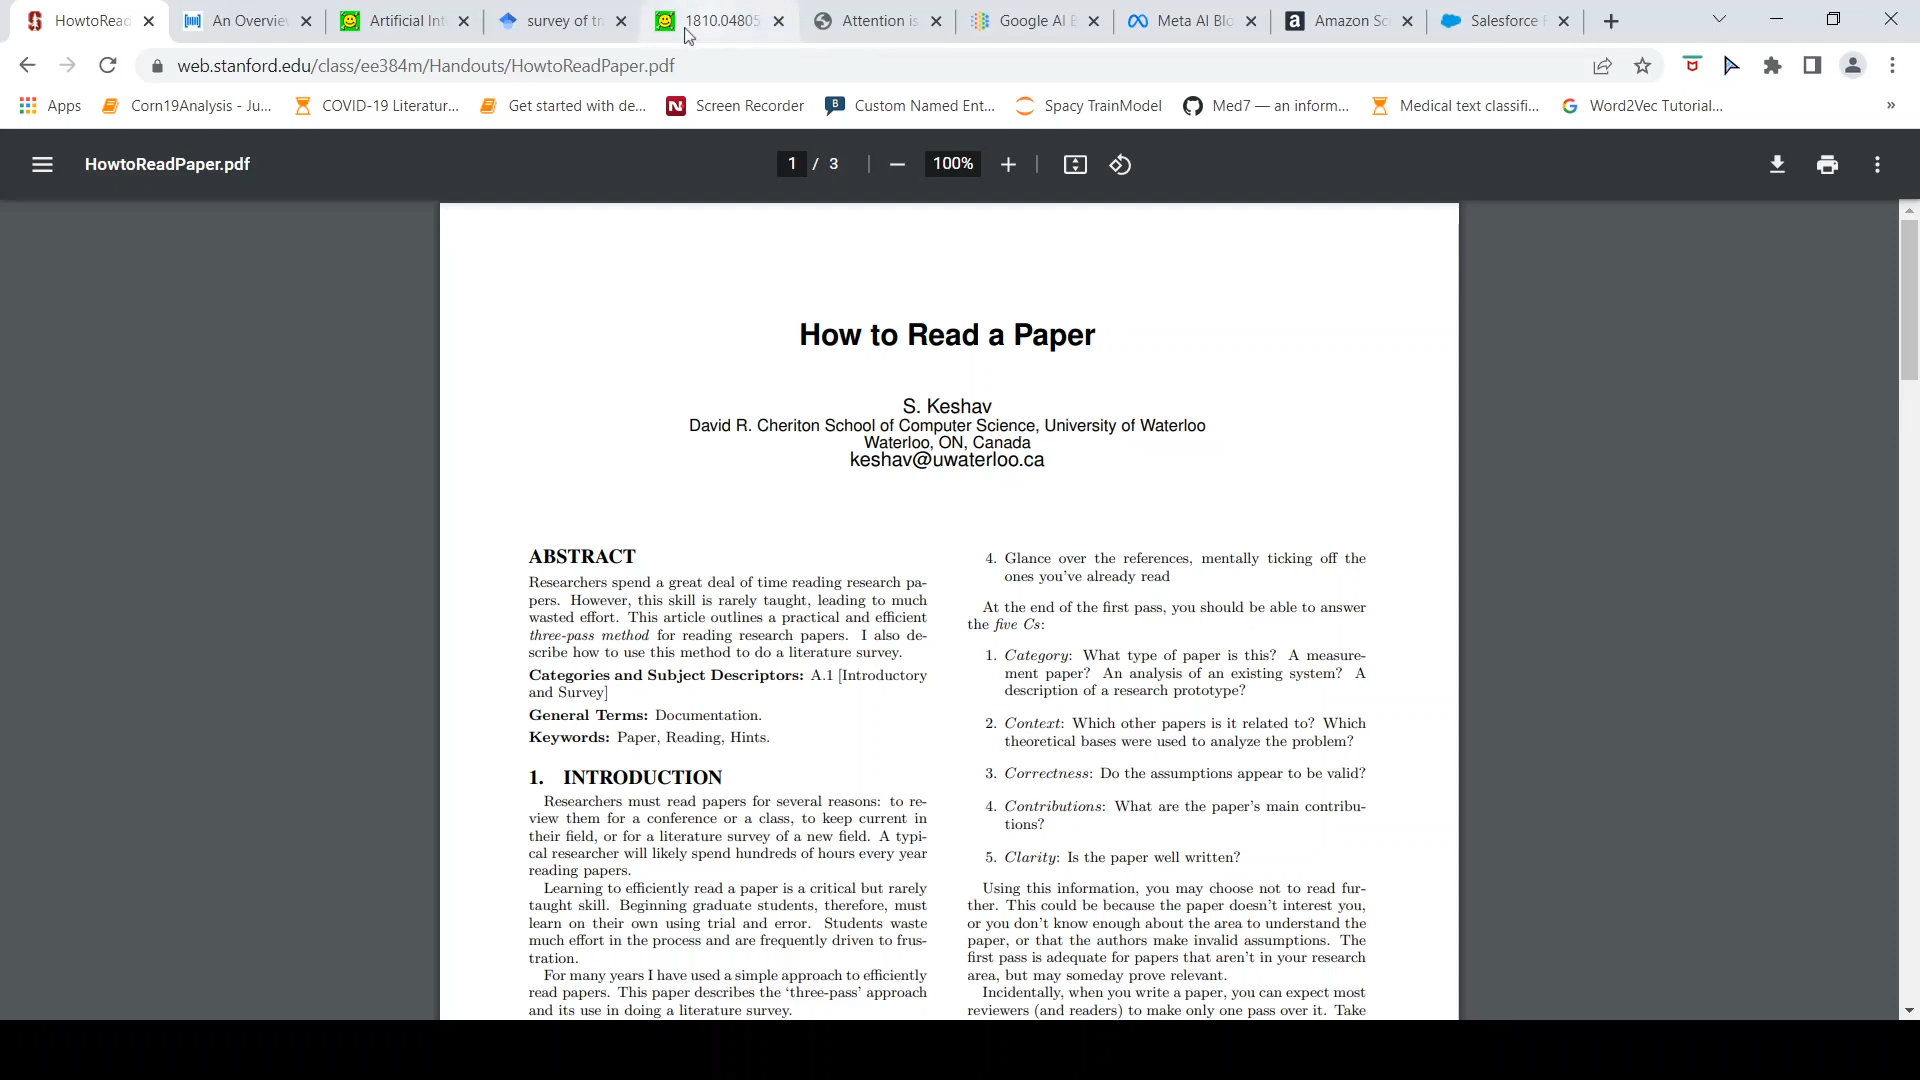 HowtoRead
An Overvie
Artificial Int
survey of tr
1810.04805
Attention is
Google AI B
Meta AI Blo
Amazon Sc
Salesforce R
web.stanford.edu/class/ee384m/Handouts/HowtoReadPaper.pdf
Apps
Corn19Analysis - Ju...
COVID-19 Literatur...
Get started with de...
Screen Recorder
Custom Named Ent...
Spacy TrainModel
Med7 — an inform...
Medical text classifi...
Word2Vec Tutorial...
»
HowtoReadPaper.pdf
1 / 3
100%
How to Read a Paper
S. Keshav
David R. Cheriton School of Computer Science, University of Waterloo
Waterloo, ON, Canada
keshav@uwaterloo.ca
ABSTRACT
Researchers spend a great deal of time reading research pa-
pers. However, this skill is rarely taught, leading to much
wasted effort. This article outlines a practical and efficient
three-pass method for reading research papers. I also de-
scribe how to use this method to do a literature survey.
Categories and Subject Descriptors: A.1 [Introductory
and Survey]
General Terms: Documentation.
Keywords: Paper, Reading, Hints.
1. INTRODUCTION
Researchers must read papers for several reasons: to re-
view them for a conference or a class, to keep current in
their field, or for a literature survey of a new field. A typi-
cal researcher will likely spend hundreds of hours every year
reading papers.
Learning to efficiently read a paper is a critical but rarely
taught skill. Beginning graduate students, therefore, must
learn on their own using trial and error. Students waste
much effort in the process and are frequently driven to frus-
tration.
For many years I have used a simple approach to efficiently
read papers. This paper describes the ‘three-pass’ approach
and its use in doing a literature survey.
4. Glance over the references, mentally ticking off the
ones you’ve already read
At the end of the first pass, you should be able to answer
the five Cs:
1. Category: What type of paper is this? A measure-
ment paper? An analysis of an existing system? A
description of a research prototype?
2. Context: Which other papers is it related to? Which
theoretical bases were used to analyze the problem?
3. Correctness: Do the assumptions appear to be valid?
4. Contributions: What are the paper’s main contribu-
tions?
5. Clarity: Is the paper well written?
Using this information, you may choose not to read fur-
ther. This could be because the paper doesn’t interest you,
or you don’t know enough about the area to understand the
paper, or that the authors make invalid assumptions. The
first pass is adequate for papers that aren’t in your research
area, but may someday prove relevant.
Incidentally, when you write a paper, you can expect most
reviewers (and readers) to make only one pass over it. Take